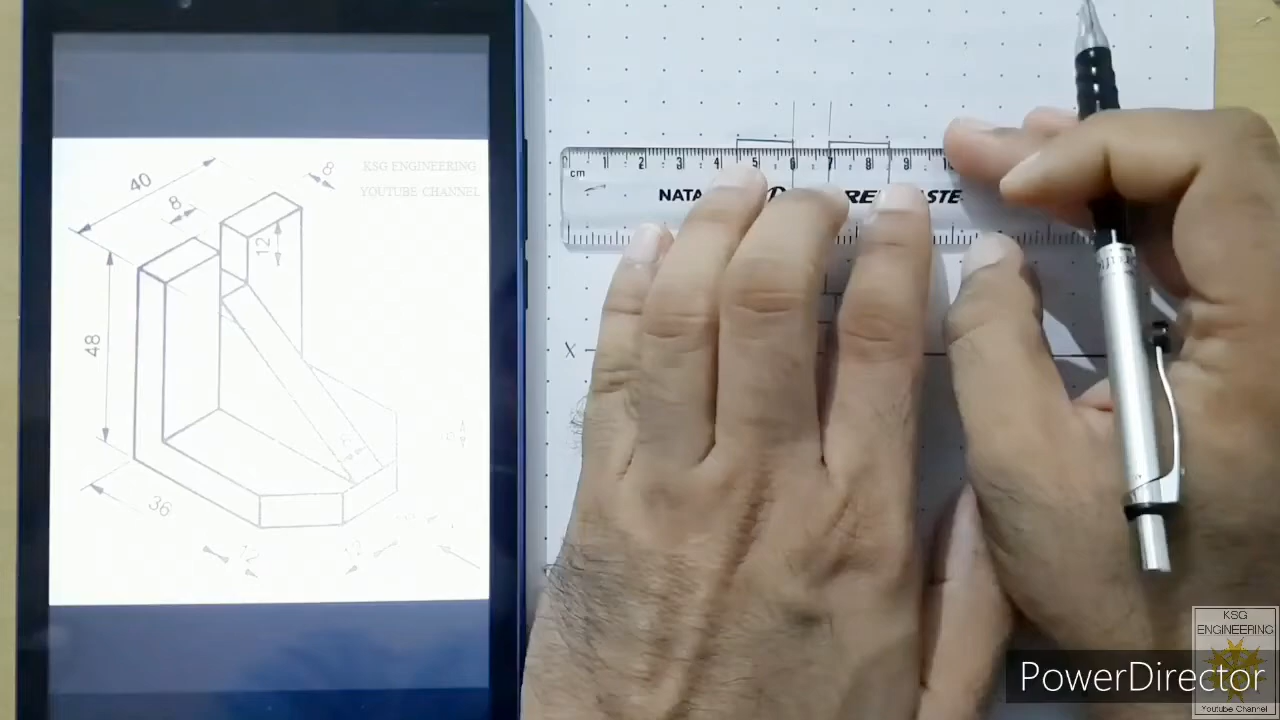 KSG ENGINEERING
YOUTUBE CHANNEL
40
8
8
12
48
36
12
12
1 2 3 4 5 6 7 8 9
cm
NATA
STE
X
KSG
ENGINEERING
Youtube Channel
PowerDirector